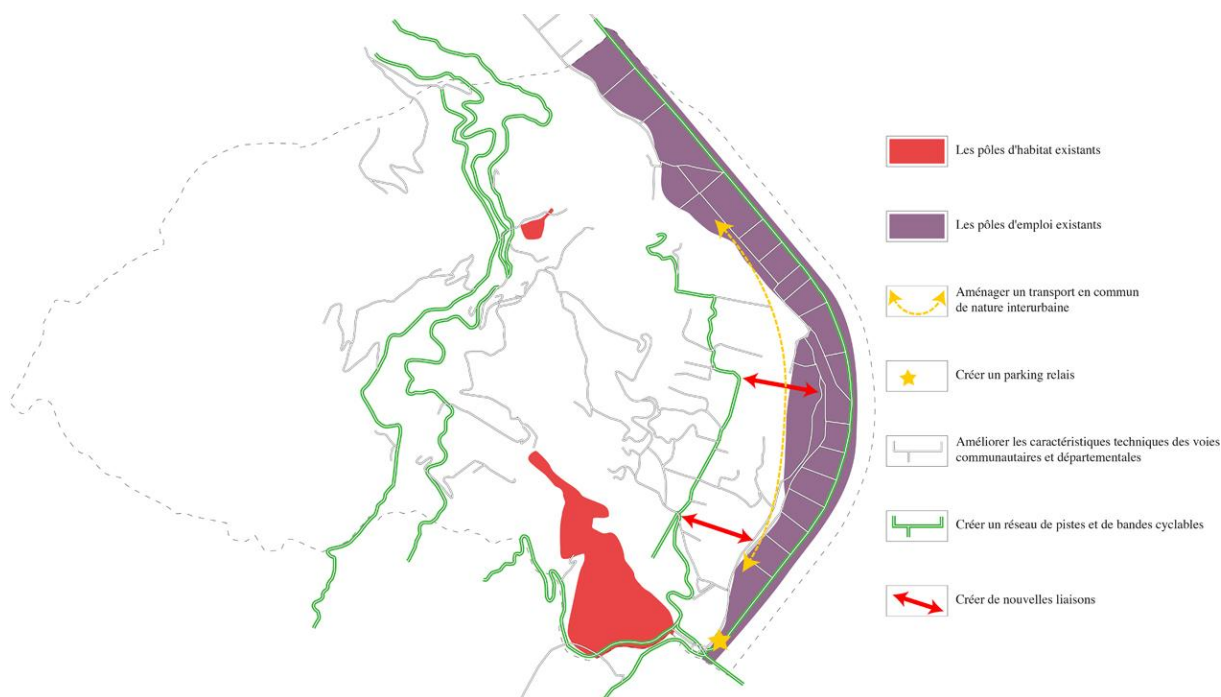 Les pôles d'habitat existants
Les pôles d'emploi existants
Aménager un transport en commun
de nature interurbaine
Créer un parking relais
Améliorer les caractéristiques techniques des voies
communautaires et départementales
Créer un réseau de pistes et de bandes cyclables
Créer de nouvelles liaisons